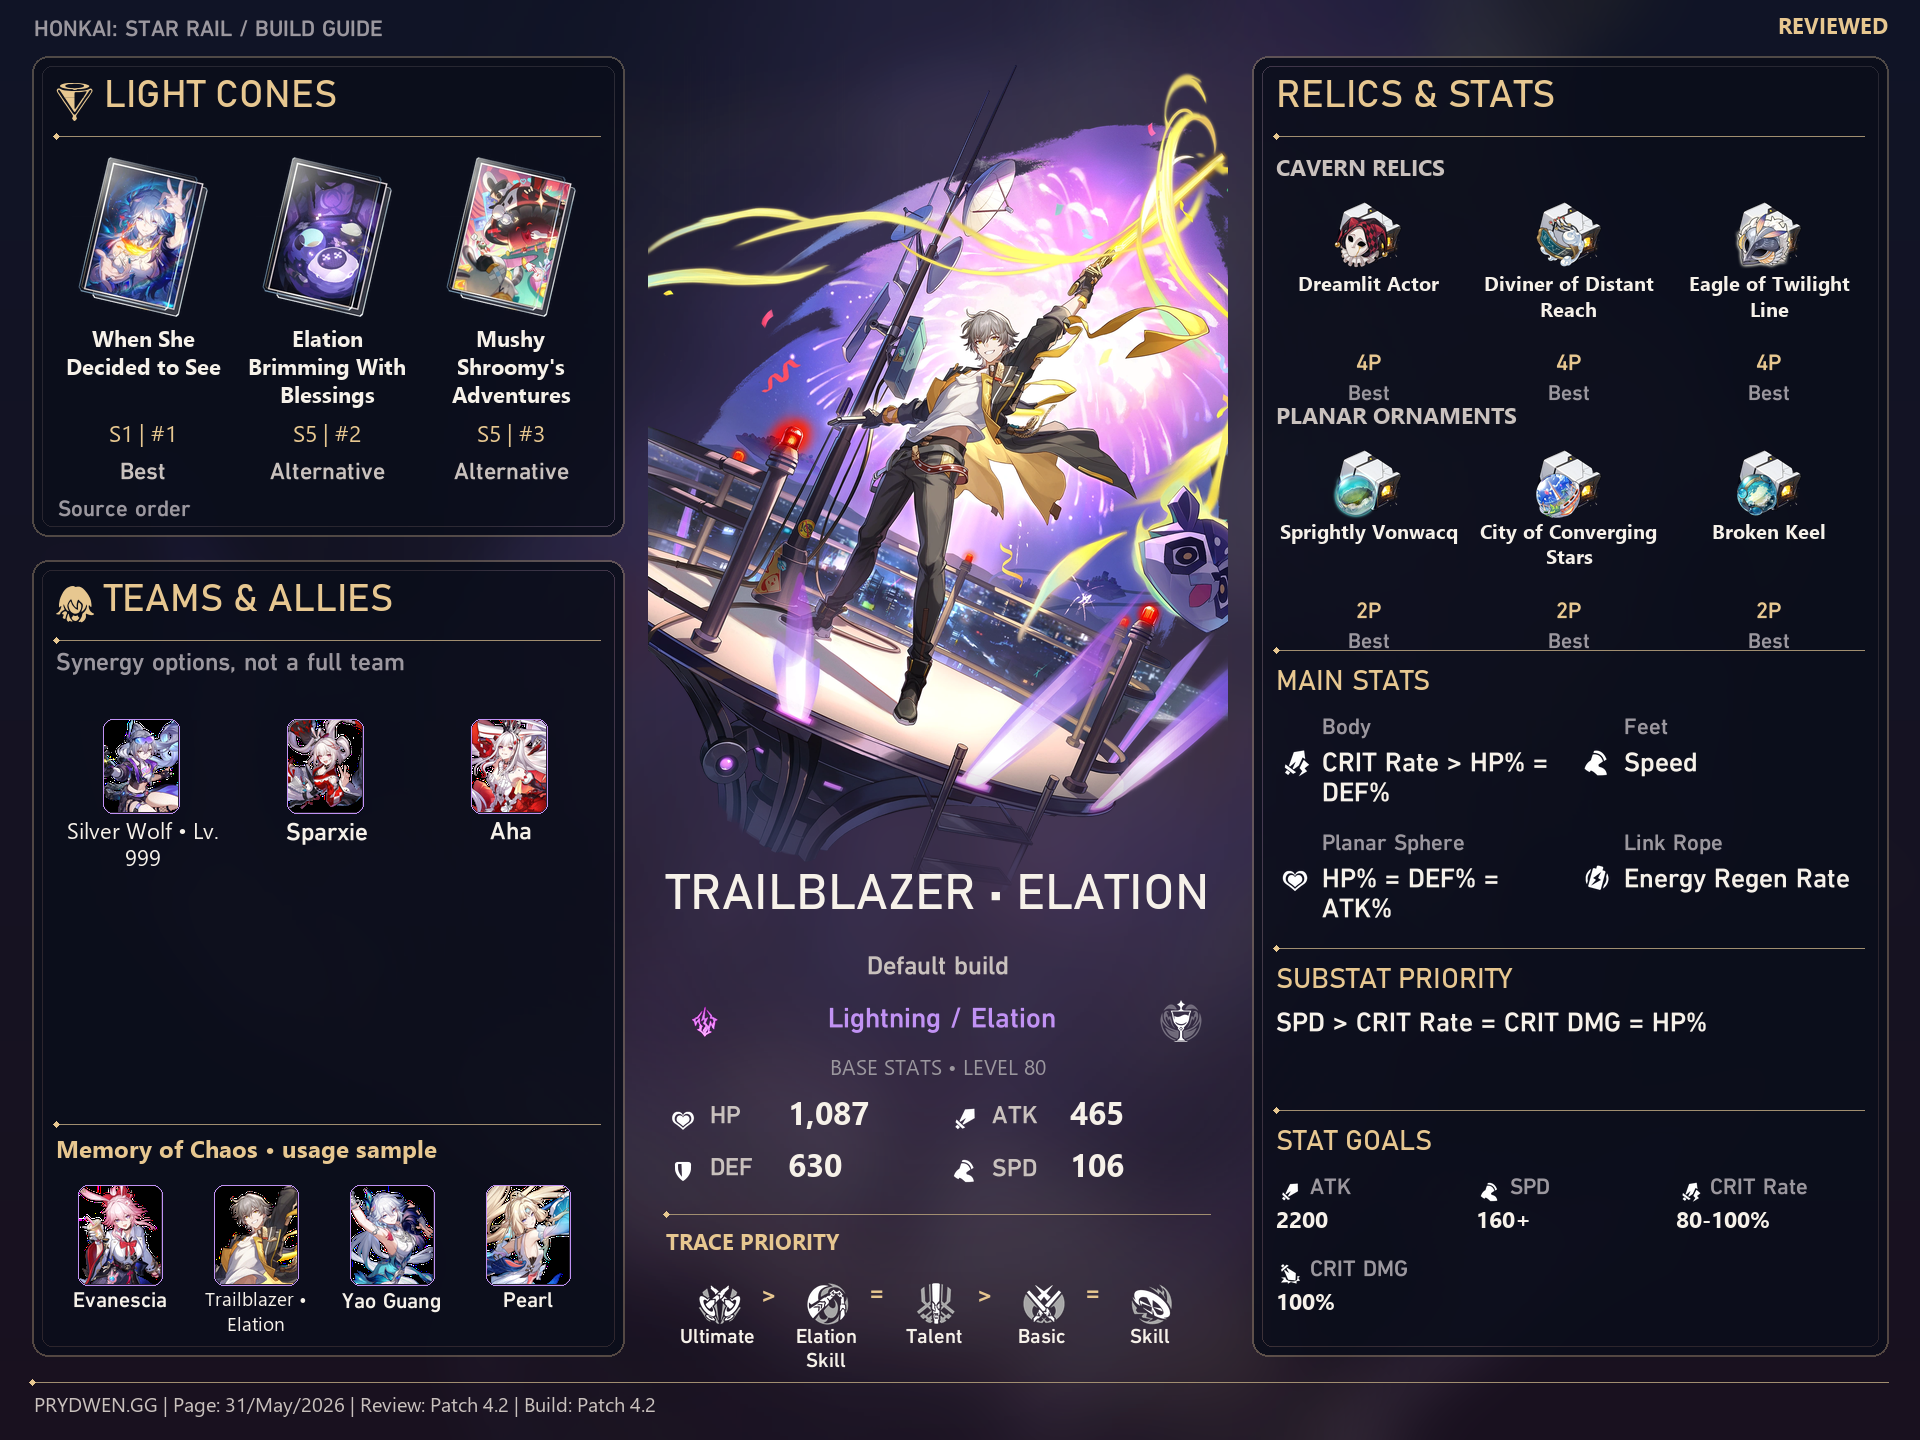 HONKAI: STAR RAIL / BUILD GUIDE
REVIEWED
LIGHT CONES
When She
Decided to See
S1 | #1
Best
Elation
Brimming With
Blessings
S5 | #2
Alternative
Mushy
Shroomy's
Adventures
S5 | #3
Alternative
Source order
TEAMS & ALLIES
Synergy options, not a full team
Silver Wolf • Lv.
999
Sparxie
Aha
Memory of Chaos • usage sample
Evanescia
Trailblazer •
Elation
Yao Guang
Pearl
TRAILBLAZER • ELATION
Default build
Lightning / Elation
BASE STATS • LEVEL 80
HP 1,087
ATK 465
DEF 630
SPD 106
TRACE PRIORITY
Ultimate > Elation Skill = Talent > Basic = Skill
RELICS & STATS
CAVERN RELICS
Dreamlit Actor
4P
Best
Diviner of Distant
Reach
4P
Best
Eagle of Twilight
Line
4P
Best
PLANAR ORNAMENTS
Sprightly Vonwacq
2P
Best
City of Converging
Stars
2P
Best
Broken Keel
2P
Best
MAIN STATS
Body
CRIT Rate > HP% =
DEF%
Feet
Speed
Planar Sphere
HP% = DEF% =
ATK%
Link Rope
Energy Regen Rate
SUBSTAT PRIORITY
SPD > CRIT Rate = CRIT DMG = HP%
STAT GOALS
ATK
2200
SPD
160+
CRIT Rate
80-100%
CRIT DMG
100%
PRYDWEN.GG | Page: 31/May/2026 | Review: Patch 4.2 | Build: Patch 4.2